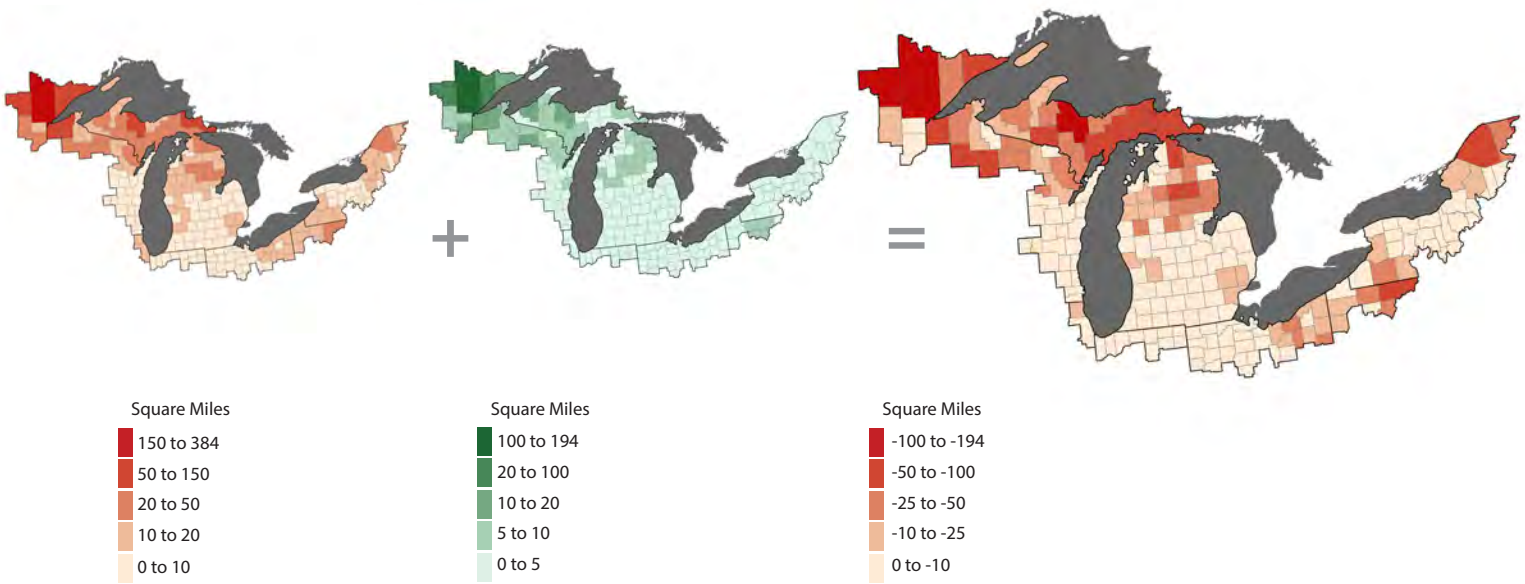 +
=
Square Miles
150 to 384
50 to 150
20 to 50
10 to 20
0 to 10
Square Miles
100 to 194
20 to 100
10 to 20
5 to 10
0 to 5
Square Miles
-100 to -194
-50 to -100
-25 to -50
-10 to -25
0 to -10